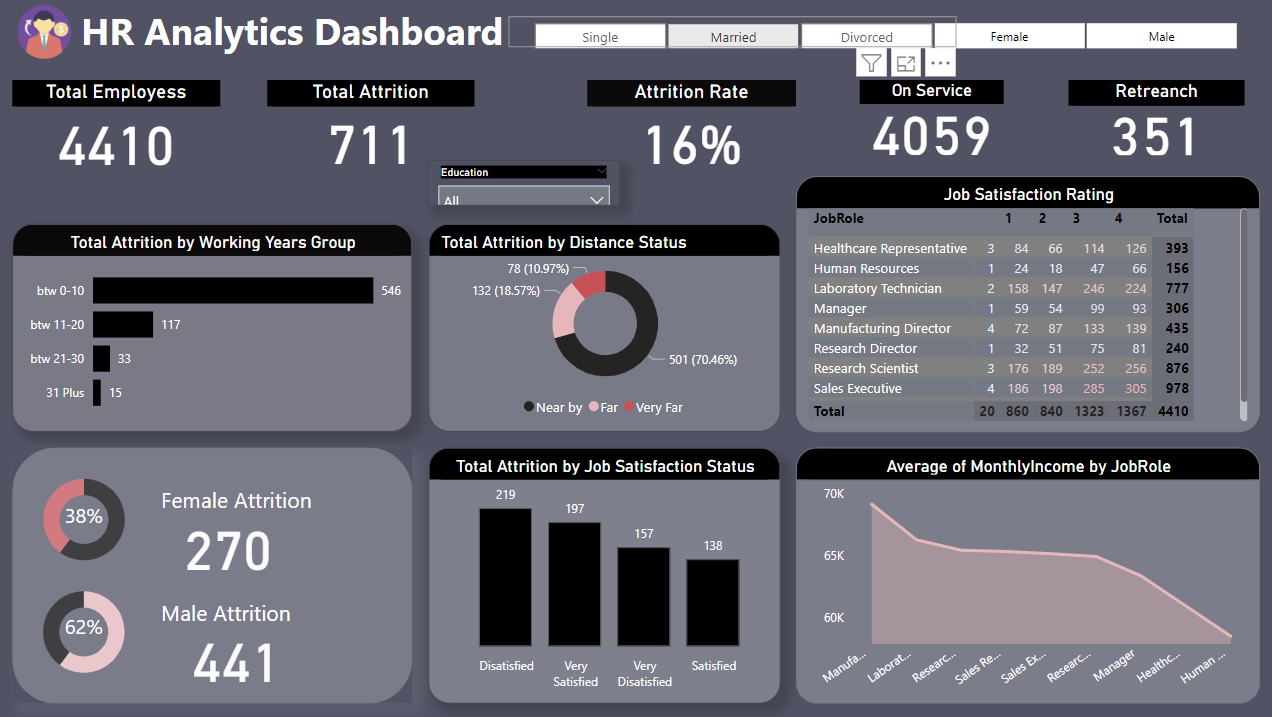 HR Analytics Dashboard
Single Married Divorced Female Male
Total Employess Total Attrition Attrition Rate On Service Retreanch
4410 711 16% 4059 351
Education
All
Total Attrition by Working Years Group
btw 0-10 546
btw 11-20 117
btw 21-30 33
31 Plus 15
Total Attrition by Distance Status
78 (10.97%)
132 (18.57%)
501 (70.46%)
Near by Far Very Far
Job Satisfaction Rating
JobRole 1 2 3 4 Total
Healthcare Representative 3 84 66 114 126 393
Human Resources 1 24 18 47 66 156
Laboratory Technician 2 158 147 246 224 777
Manager 1 59 54 99 93 306
Manufacturing Director 4 72 87 133 139 435
Research Director 1 32 51 75 81 240
Research Scientist 3 176 189 252 256 876
Sales Executive 4 186 198 285 305 978
Total 20 860 840 1323 1367 4410
38%
Female Attrition
270
62%
Male Attrition
441
Total Attrition by Job Satisfaction Status
219
197
157
138
Disatisfied Very Satisfied Very Disatisfied Satisfied
Average of MonthlyIncome by JobRole
70K
65K
60K
Manufa... Laborat... Researc... Sales Re... Sales Ex... Researc... Manager Healthc... Human ...